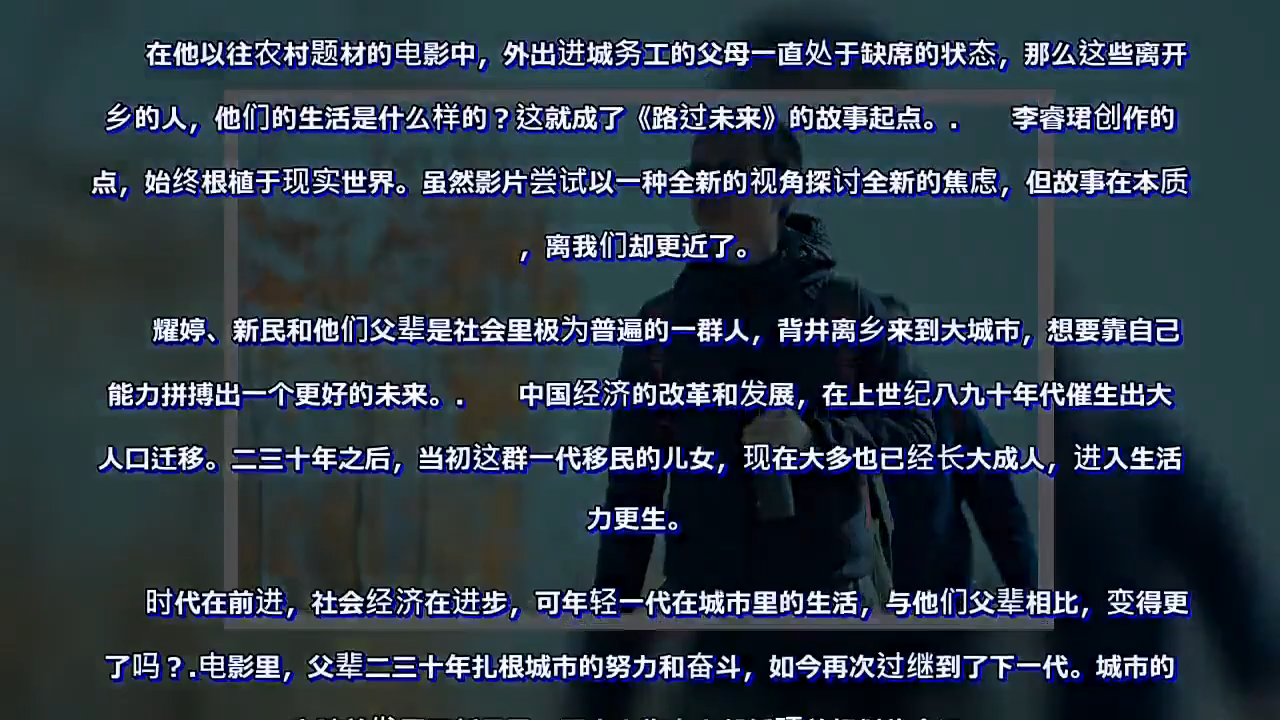 在他以往农村题材的电影中，外出进城务工的父母一直处于缺席的状态，那么这些离开
乡的人，他们的生活是什么样的？这就成了《路过未来》的故事起点。. 李睿珺创作的
点，始终根植于现实世界。虽然影片尝试以一种全新的视角探讨全新的焦虑，但故事在本质
，离我们却更近了。
耀婷、新民和他们父辈是社会里极为普遍的一群人，背井离乡来到大城市，想要靠自己
能力拼搏出一个更好的未来。. 中国经济的改革和发展，在上世纪八九十年代催生出大
人口迁移。二三十年之后，当初这群一代移民的儿女，现在大多也已经长大成人，进入生活
力更生。
时代在前进，社会经济在进步，可年轻一代在城市里的生活，与他们父辈相比，变得更
了吗？.电影里，父辈二三十年扎根城市的努力和奋斗，如今再次过继到了下一代。城市的